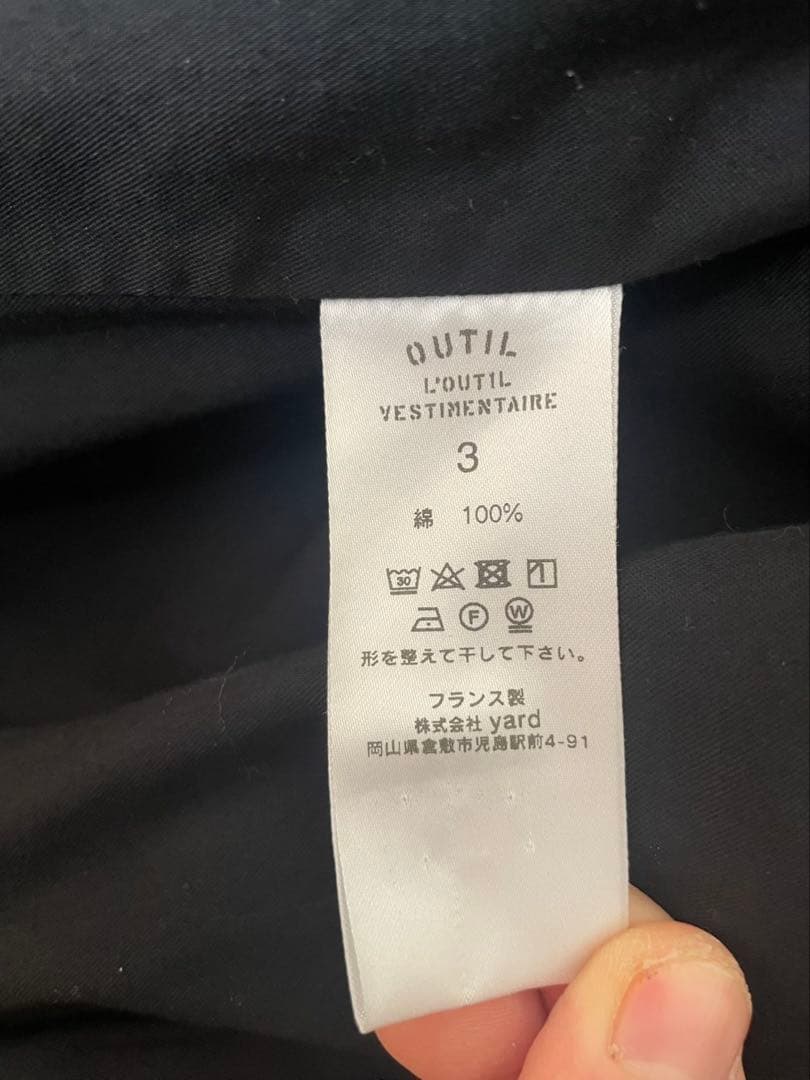 OUTIL
L'OUTIL
VESTIMENTAIRE
3
綿 100%
30
F W
形を整えて干して下さい。
フランス製
株式会社 yard
岡山県倉敷市児島駅前4-91